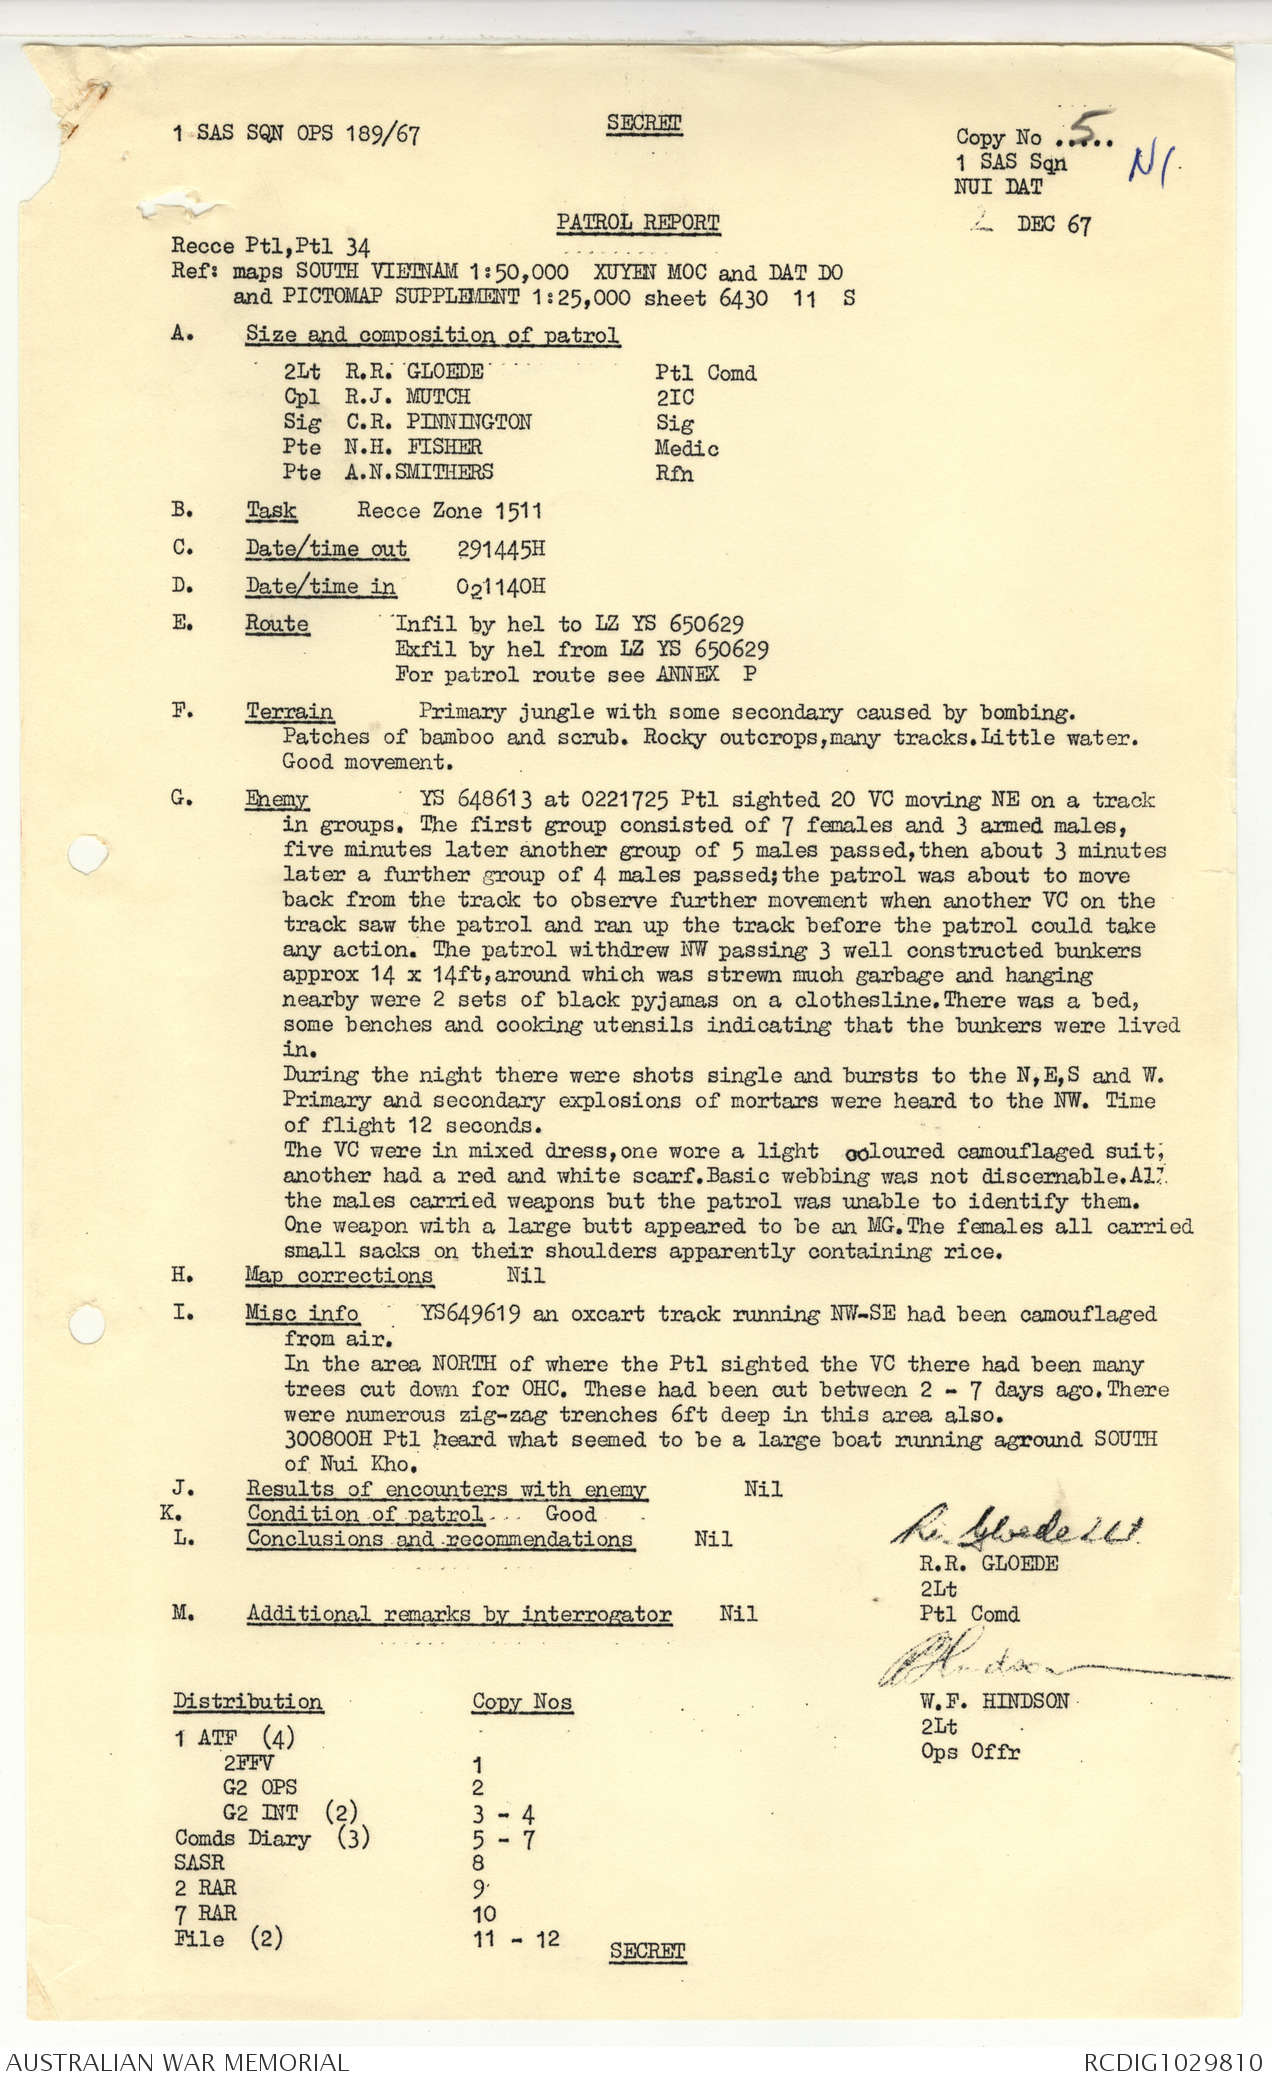 SECRET
1 SAS SQN OPS 189/67
Copy No ..5...
1 SAS Sqn
NUI DAT
N/.
2 DEC 67
PATROL REPORT
Recce Ptl,Ptl 34
Ref: maps SOUTH VIETNAM 1:50,000 XUYEN MOC and DAT DO
and PICTOMAP SUPPLEMENT 1:25,000 sheet 6430 11 S
A. Size and composition of patrol
2Lt R.R. GLOEDE Ptl Comd
Cpl R.J. MUTCH 2IC
Sig C.R. PINNINGTON Sig
Pte N.H. FISHER Medic
Pte A.N.SMITHERS Rfn
B. Task Recce Zone 1511
C. Date/time out 291445H
D. Date/time in 021140H
E. Route Infil by hel to LZ YS 650629
Exfil by hel from LZ YS 650629
For patrol route see ANNEX P
F. Terrain Primary jungle with some secondary caused by bombing.
Patches of bamboo and scrub. Rocky outcrops,many tracks.Little water.
Good movement.
G. Enemy YS 648613 at 0221725 Ptl sighted 20 VC moving NE on a track
in groups. The first group consisted of 7 females and 3 armed males,
five minutes later another group of 5 males passed,then about 3 minutes
later a further group of 4 males passed;the patrol was about to move
back from the track to observe further movement when another VC on the
track saw the patrol and ran up the track before the patrol could take
any action. The patrol withdrew NW passing 3 well constructed bunkers
approx 14 x 14ft,around which was strewn much garbage and hanging
nearby were 2 sets of black pyjamas on a clothesline.There was a bed,
some benches and cooking utensils indicating that the bunkers were lived
in.
During the night there were shots single and bursts to the N,E,S and W.
Primary and secondary explosions of mortars were heard to the NW. Time
of flight 12 seconds.
The VC were in mixed dress,one wore a light coloured camouflaged suit;
another had a red and white scarf.Basic webbing was not discernable.All
the males carried weapons but the patrol was unable to identify them.
One weapon with a large butt appeared to be an MG.The females all carried
small sacks on their shoulders apparently containing rice.
H. Map corrections Nil
I. Misc info YS649619 an oxcart track running NW-SE had been camouflaged
from air.
In the area NORTH of where the Ptl sighted the VC there had been many
trees cut down for OHC. These had been cut between 2 - 7 days ago.There
were numerous zig-zag trenches 6ft deep in this area also.
300800H Ptl heard what seemed to be a large boat running aground SOUTH
of Nui Kho.
J. Results of encounters with enemy Nil
K. Condition of patrol Good
L. Conclusions and recommendations Nil
R. Gloede 2Lt
R.R. GLOEDE
2Lt
Ptl Comd
M. Additional remarks by interrogator Nil
Hindson
W.F. HINDSON
2Lt
Ops Offr
Distribution Copy Nos
1 ATF (4)
2FFV 1
G2 OPS 2
G2 INT (2) 3 - 4
Comds Diary (3) 5 - 7
SASR 8
2 RAR 9
7 RAR 10
File (2) 11 - 12
SECRET
AUSTRALIAN WAR MEMORIAL RCDIG1029810